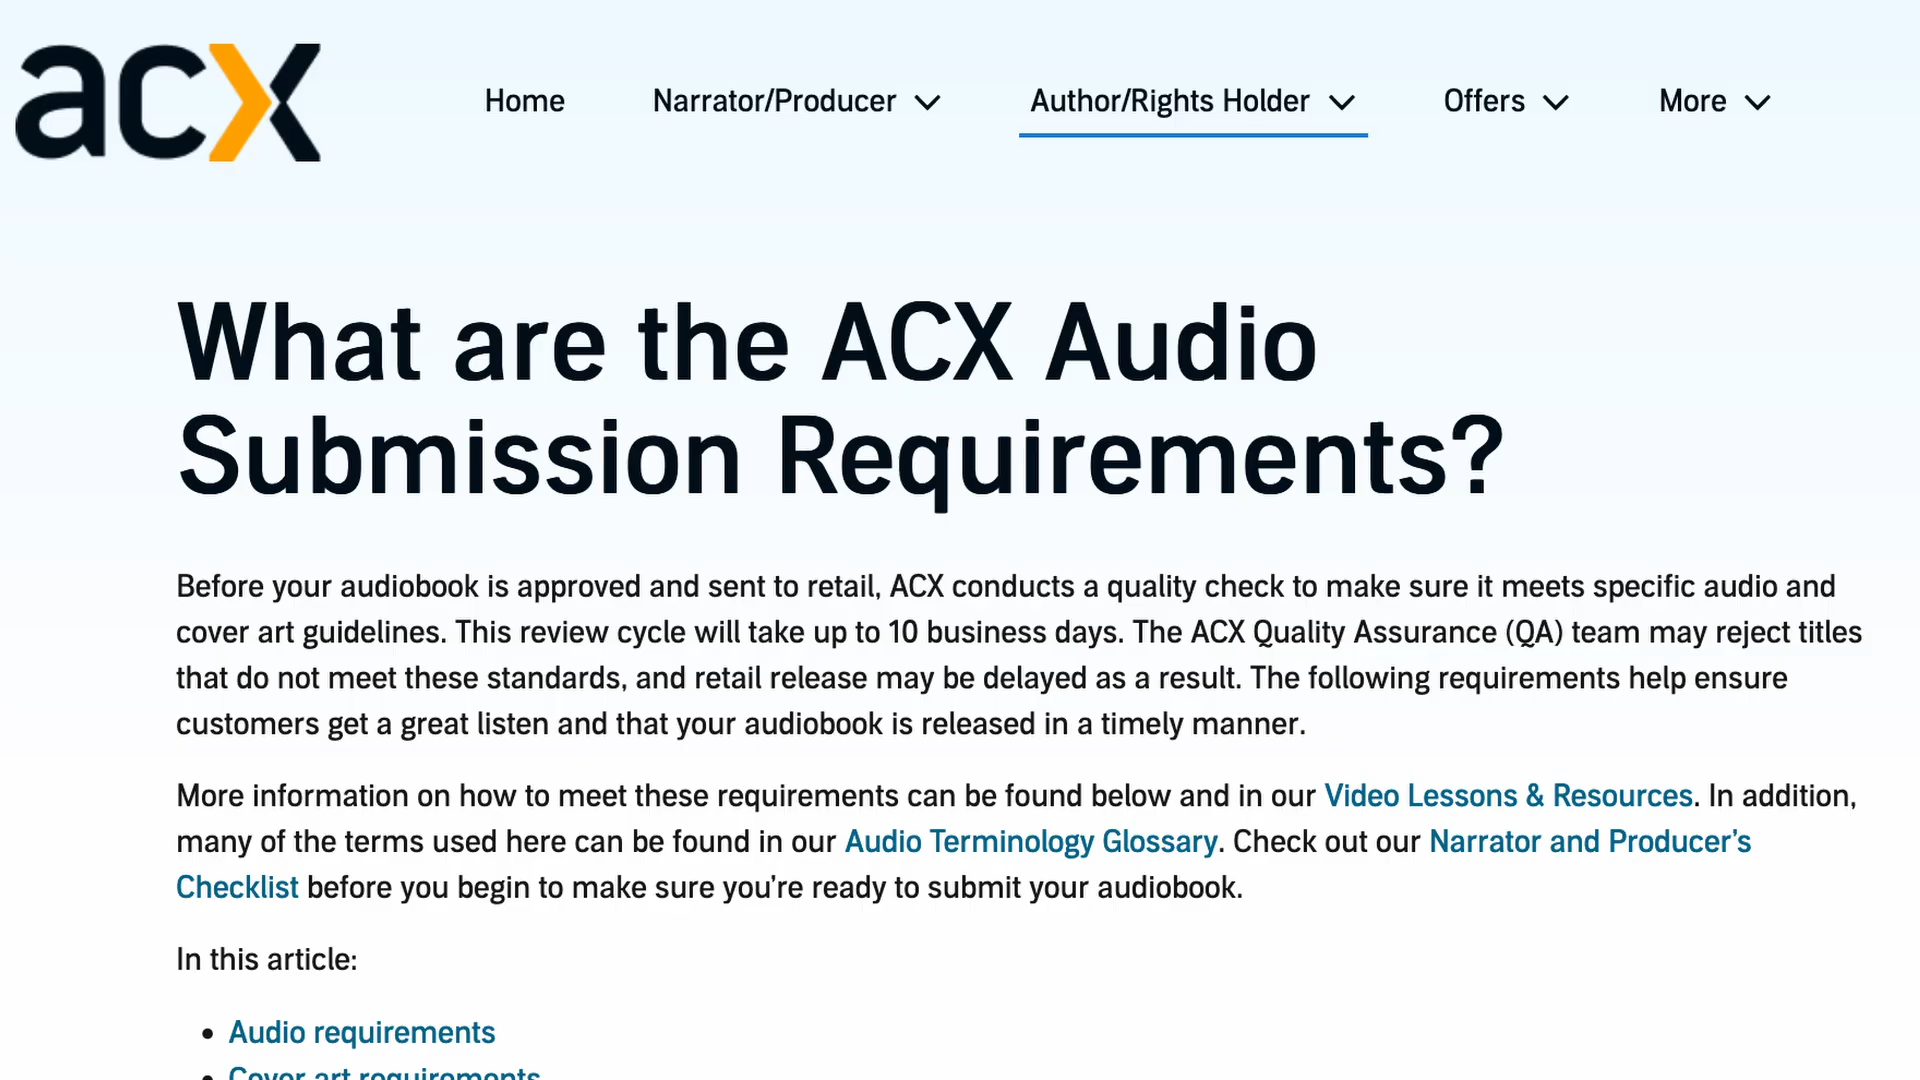 acx
Home
Narrator/Producer
Author/Rights Holder
Offers
More
What are the ACX Audio
Submission Requirements?
Before your audiobook is approved and sent to retail, ACX conducts a quality check to make sure it meets specific audio and
cover art guidelines. This review cycle will take up to 10 business days. The ACX Quality Assurance (QA) team may reject titles
that do not meet these standards, and retail release may be delayed as a result. The following requirements help ensure
customers get a great listen and that your audiobook is released in a timely manner.
More information on how to meet these requirements can be found below and in our Video Lessons & Resources. In addition,
many of the terms used here can be found in our Audio Terminology Glossary. Check out our Narrator and Producer’s
Checklist before you begin to make sure you’re ready to submit your audiobook.
In this article:
• Audio requirements
• Cover art requirements